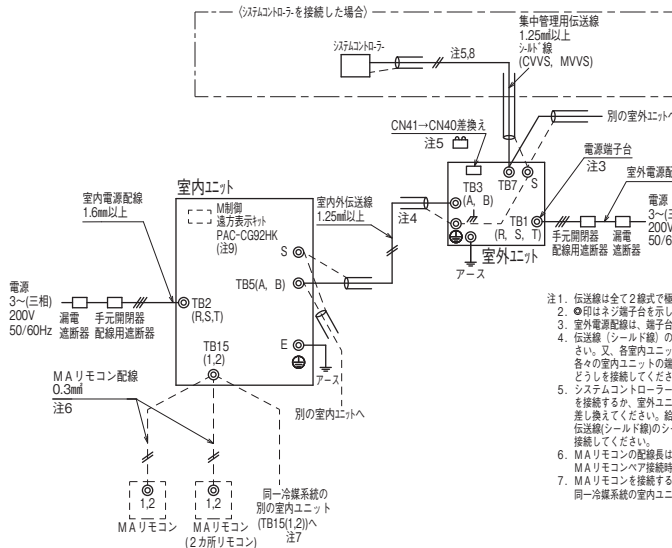 〈システムコントローラーを接続した場合〉
集中管理用伝送線
1.25㎟以上
シールド線
(CVVS, MVVS)
システムコントローラー
注5,8
別の室外ユニットへ
CN41→CN40差換え
注5
電源端子台
注3
TB3
(A, B)
TB7
S
室外電源配
室内ユニット
室内電源配線
1.6mm以上
M制御
遠方表示キット
PAC-CG92HK
(注9)
室内外伝送線
1.25㎟以上
注4
TB1
(R, S, T)
電源
3~(三
200V
50/6
手元開閉器
配線用遮断器
漏電
遮断器
室外ユニット
アース
S
TB5(A, B)
電源
3~(三相)
200V
50/60Hz
漏電
遮断器
手元開閉器
配線用遮断器
TB2
(R,S,T)
TB15
(1,2)
E
アース
MAリモコン配線
0.3㎟
注6
別の室内ユニットへ
1,2
1,2
MAリモコン
MAリモコン
(2カ所リモコン)
同一冷媒系統の
別の室内ユニット
(TB15(1,2))へ
注7
注1. 伝送線は全て2線式で極
2. ◎印はネジ端子台を示し
3. 室外電源配線は、端子台
4. 伝送線(シールド線)の
さい。又、各室内ユニット
各々の室内ユニットの端
どうしを接続してくださ
5. システムコントローラー
を接続するか、室外ユニ
差し換えてください。給
伝送線(シールド線)のシー
接続してください。
6. MAリモコンの配線長は
MAリモコンペア接続時
7. MAリモコンを接続する
同一冷媒系統の室内ユニ